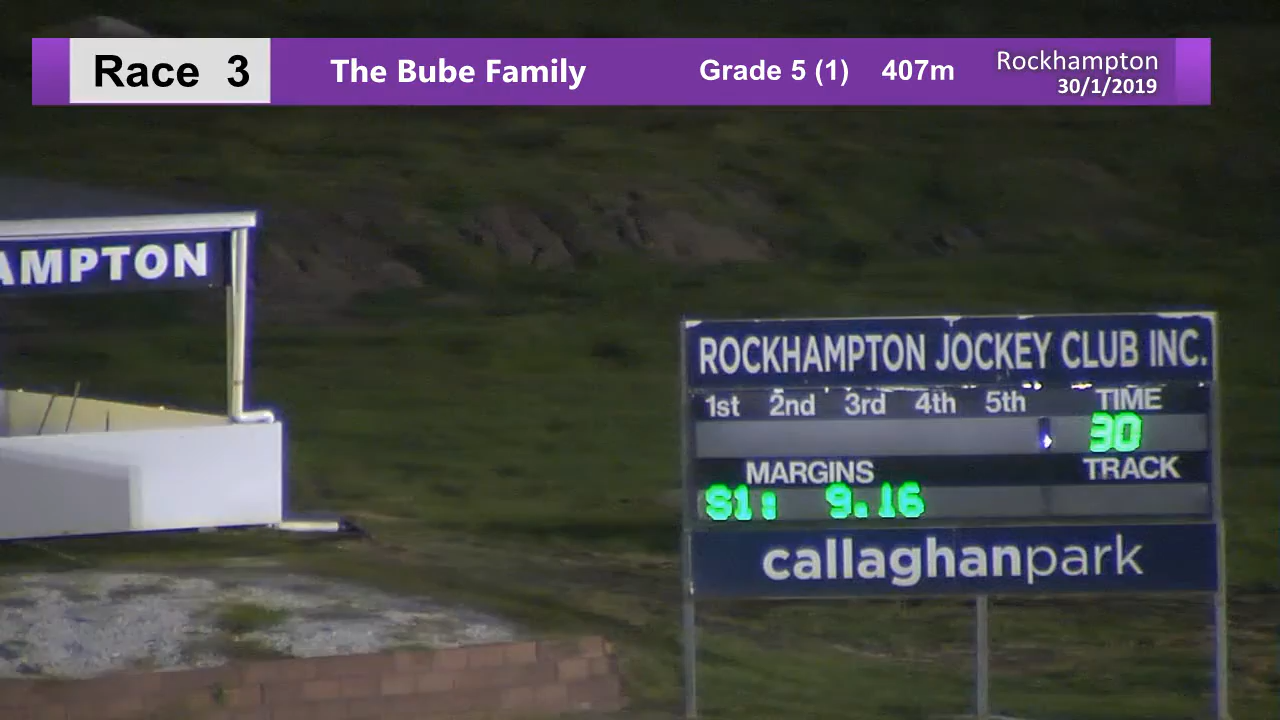 Race 3 The Bube Family Grade 5 (1) 407m Rockhampton
30/1/2019
AMPTON
ROCKHAMPTON JOCKEY CLUB INC.
1st 2nd 3rd 4th 5th TIME
30
MARGINS TRACK
S1: 9.16
callaghanpark